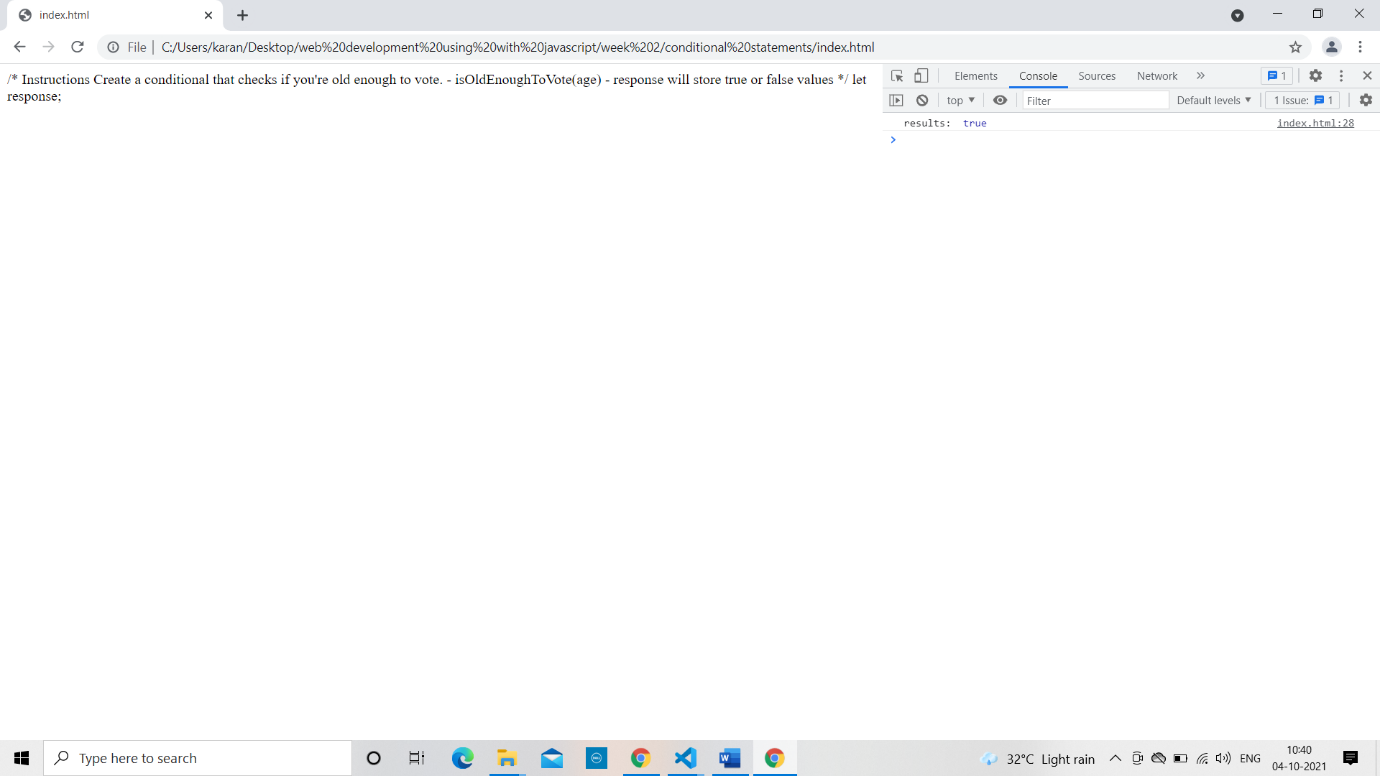 index.html
File | C:/Users/karan/Desktop/web%20development%20using%20with%20javascript/week%202/conditional%20statements/index.html
/* Instructions Create a conditional that checks if you're old enough to vote. - isOldEnoughToVote(age) - response will store true or false values */ let
response;
Elements Console Sources Network » 1
top Filter Default levels 1 Issue: 1
results: true index.html:28
Type here to search
W
32°C Light rain
ENG
10:40
04-10-2021